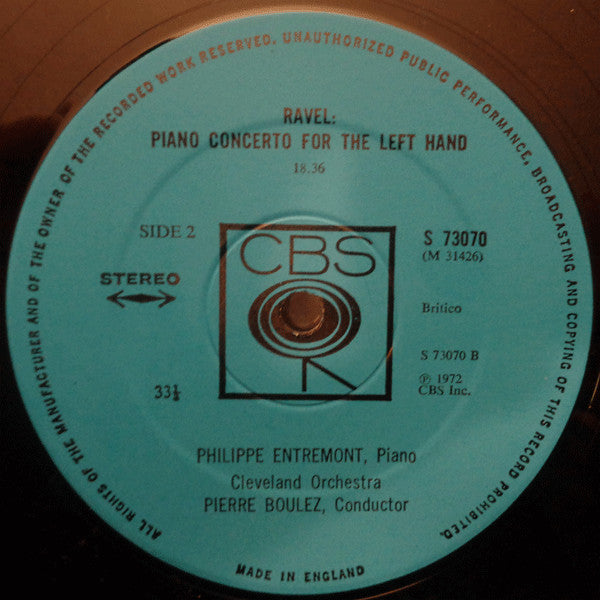 ALL RIGHTS OF THE MANUFACTURER AND OF THE OWNER OF THE RECORDED WORK RESERVED. UNAUTHORIZED PUBLIC PERFORMANCE, BROADCASTING AND COPYING OF THIS RECORD PROHIBITED.
RAVEL:
PIANO CONCERTO FOR THE LEFT HAND
18.36
SIDE 2
CBS
S 73070
(M 31426)
STEREO
Britico
S 73070 B
33⅓
℗ 1972
CBS Inc.
PHILIPPE ENTREMONT, Piano
Cleveland Orchestra
PIERRE BOULEZ, Conductor
MADE IN ENGLAND